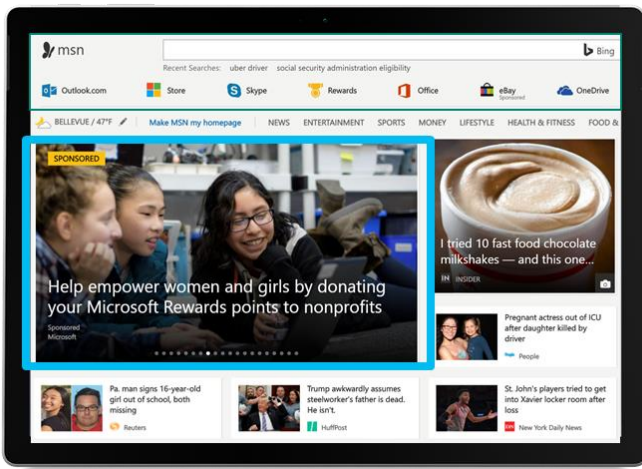 msn
Bing
Recent Searches: uber driver social security administration eligibility
Outlook.com Store Skype Rewards Office eBay OneDrive
Sponsored
BELLEVUE / 47°F Make MSN my homepage NEWS ENTERTAINMENT SPORTS MONEY LIFESTYLE HEALTH & FITNESS FOOD &
SPONSORED
Help empower women and girls by donating
your Microsoft Rewards points to nonprofits
Sponsored
Microsoft
I tried 10 fast food chocolate
milkshakes — and this one...
IN INSIDER
Pregnant actress out of ICU
after daughter killed by
driver
People
Pa. man signs 16-year-old
girl out of school, both
missing
Reuters
Trump awkwardly assumes
steelworker's father is dead.
He isn't.
HuffPost
St. John's players tried to get
into Xavier locker room after
loss
New York Daily News